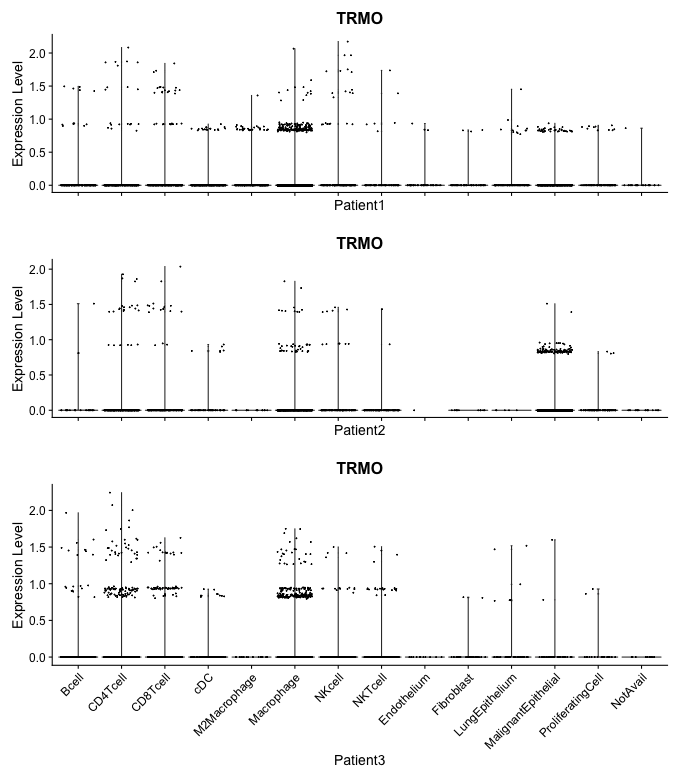 TRMO
Expression Level
2.0
1.5
1.0
0.5
0.0
Patient1
TRMO
Expression Level
2.0
1.5
1.0
0.5
0.0
Patient2
TRMO
Expression Level
2.0
1.5
1.0
0.5
0.0
Bcell
CD4Tcell
CD8Tcell
cDC
M2Macrophage
Macrophage
NKcell
NKTcell
Endothelium
Fibroblast
LungEpithelium
MalignantEpithelial
ProliferatingCell
NotAvail
Patient3